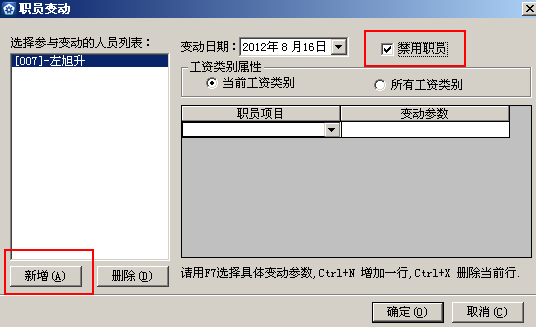 职员变动
选择参与变动的人员列表：
[007]-左旭升
变动日期：2012年 8月16日
禁用职员
工资类别属性
当前工资类别 所有工资类别
职员项目 变动参数
新增(A) 删除(D)
请用F7选择具体变动参数,Ctrl+N 增加一行,Ctrl+X 删除当前行.
确定(O) 取消(C)